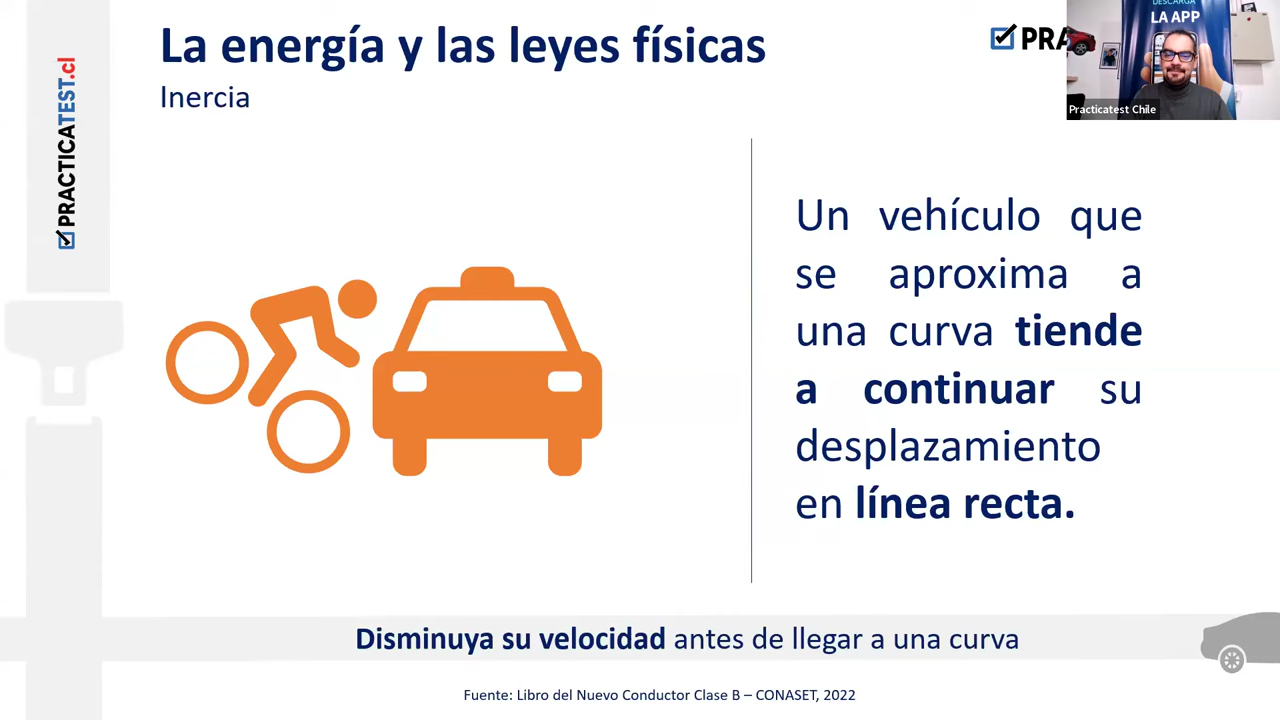 La energía y las leyes físicas
Inercia
PRACTICATEST.cl
PRA
DESCARGA
LA APP
Practicatest Chile
Un vehículo que
se aproxima a
una curva tiende
a continuar su
desplazamiento
en línea recta.
Disminuya su velocidad antes de llegar a una curva
Fuente: Libro del Nuevo Conductor Clase B – CONASET, 2022